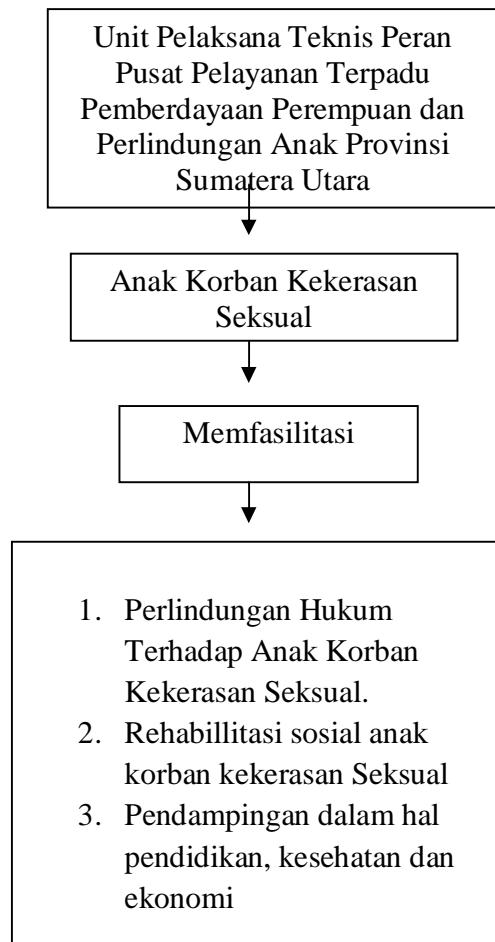 Unit Pelaksana Teknis Peran
Pusat Pelayanan Terpadu
Pemberdayaan Perempuan dan
Perlindungan Anak Provinsi
Sumatera Utara
Anak Korban Kekerasan
Seksual
Memfasilitasi
1. Perlindungan Hukum
Terhadap Anak Korban
Kekerasan Seksual.
2. Rehabillitasi sosial anak
korban kekerasan Seksual
3. Pendampingan dalam hal
pendidikan, kesehatan dan
ekonomi